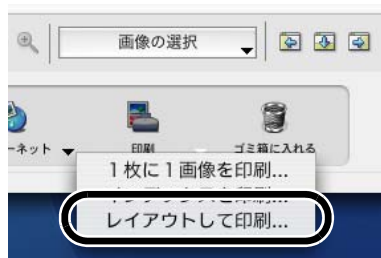 画像の選択
ーネット
印刷
ゴミ箱に入れる
1枚に1画像を印刷...
レイアウトして印刷...